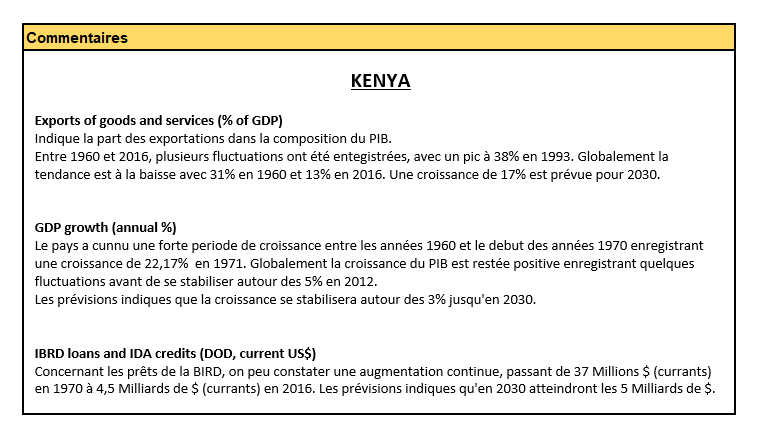 Commentaires
KENYA
Exports of goods and services (% of GDP)
Indique la part des exportations dans la composition du PIB.
Entre 1960 et 2016, plusieurs fluctuations ont été entegistrées, avec un pic à 38% en 1993. Globalement la
tendance est à la baisse avec 31% en 1960 et 13% en 2016. Une croissance de 17% est prévue pour 2030.
GDP growth (annual %)
Le pays a cunnu une forte periode de croissance entre les années 1960 et le debut des années 1970 enregistrant
une croissance de 22,17%  en 1971. Globalement la croissance du PIB est restée positive enregistrant quelques
fluctuations avant de se stabiliser autour des 5% en 2012.
Les prévisions indiques que la croissance se stabilisera autour des 3% jusqu'en 2030.
IBRD loans and IDA credits (DOD, current US$)
Concernant les prêts de la BIRD, on peu constater une augmentation continue, passant de 37 Millions $ (currants)
en 1970 à 4,5 Milliards de $ (currants) en 2016. Les prévisions indiques qu'en 2030 atteindront les 5 Milliards de $.